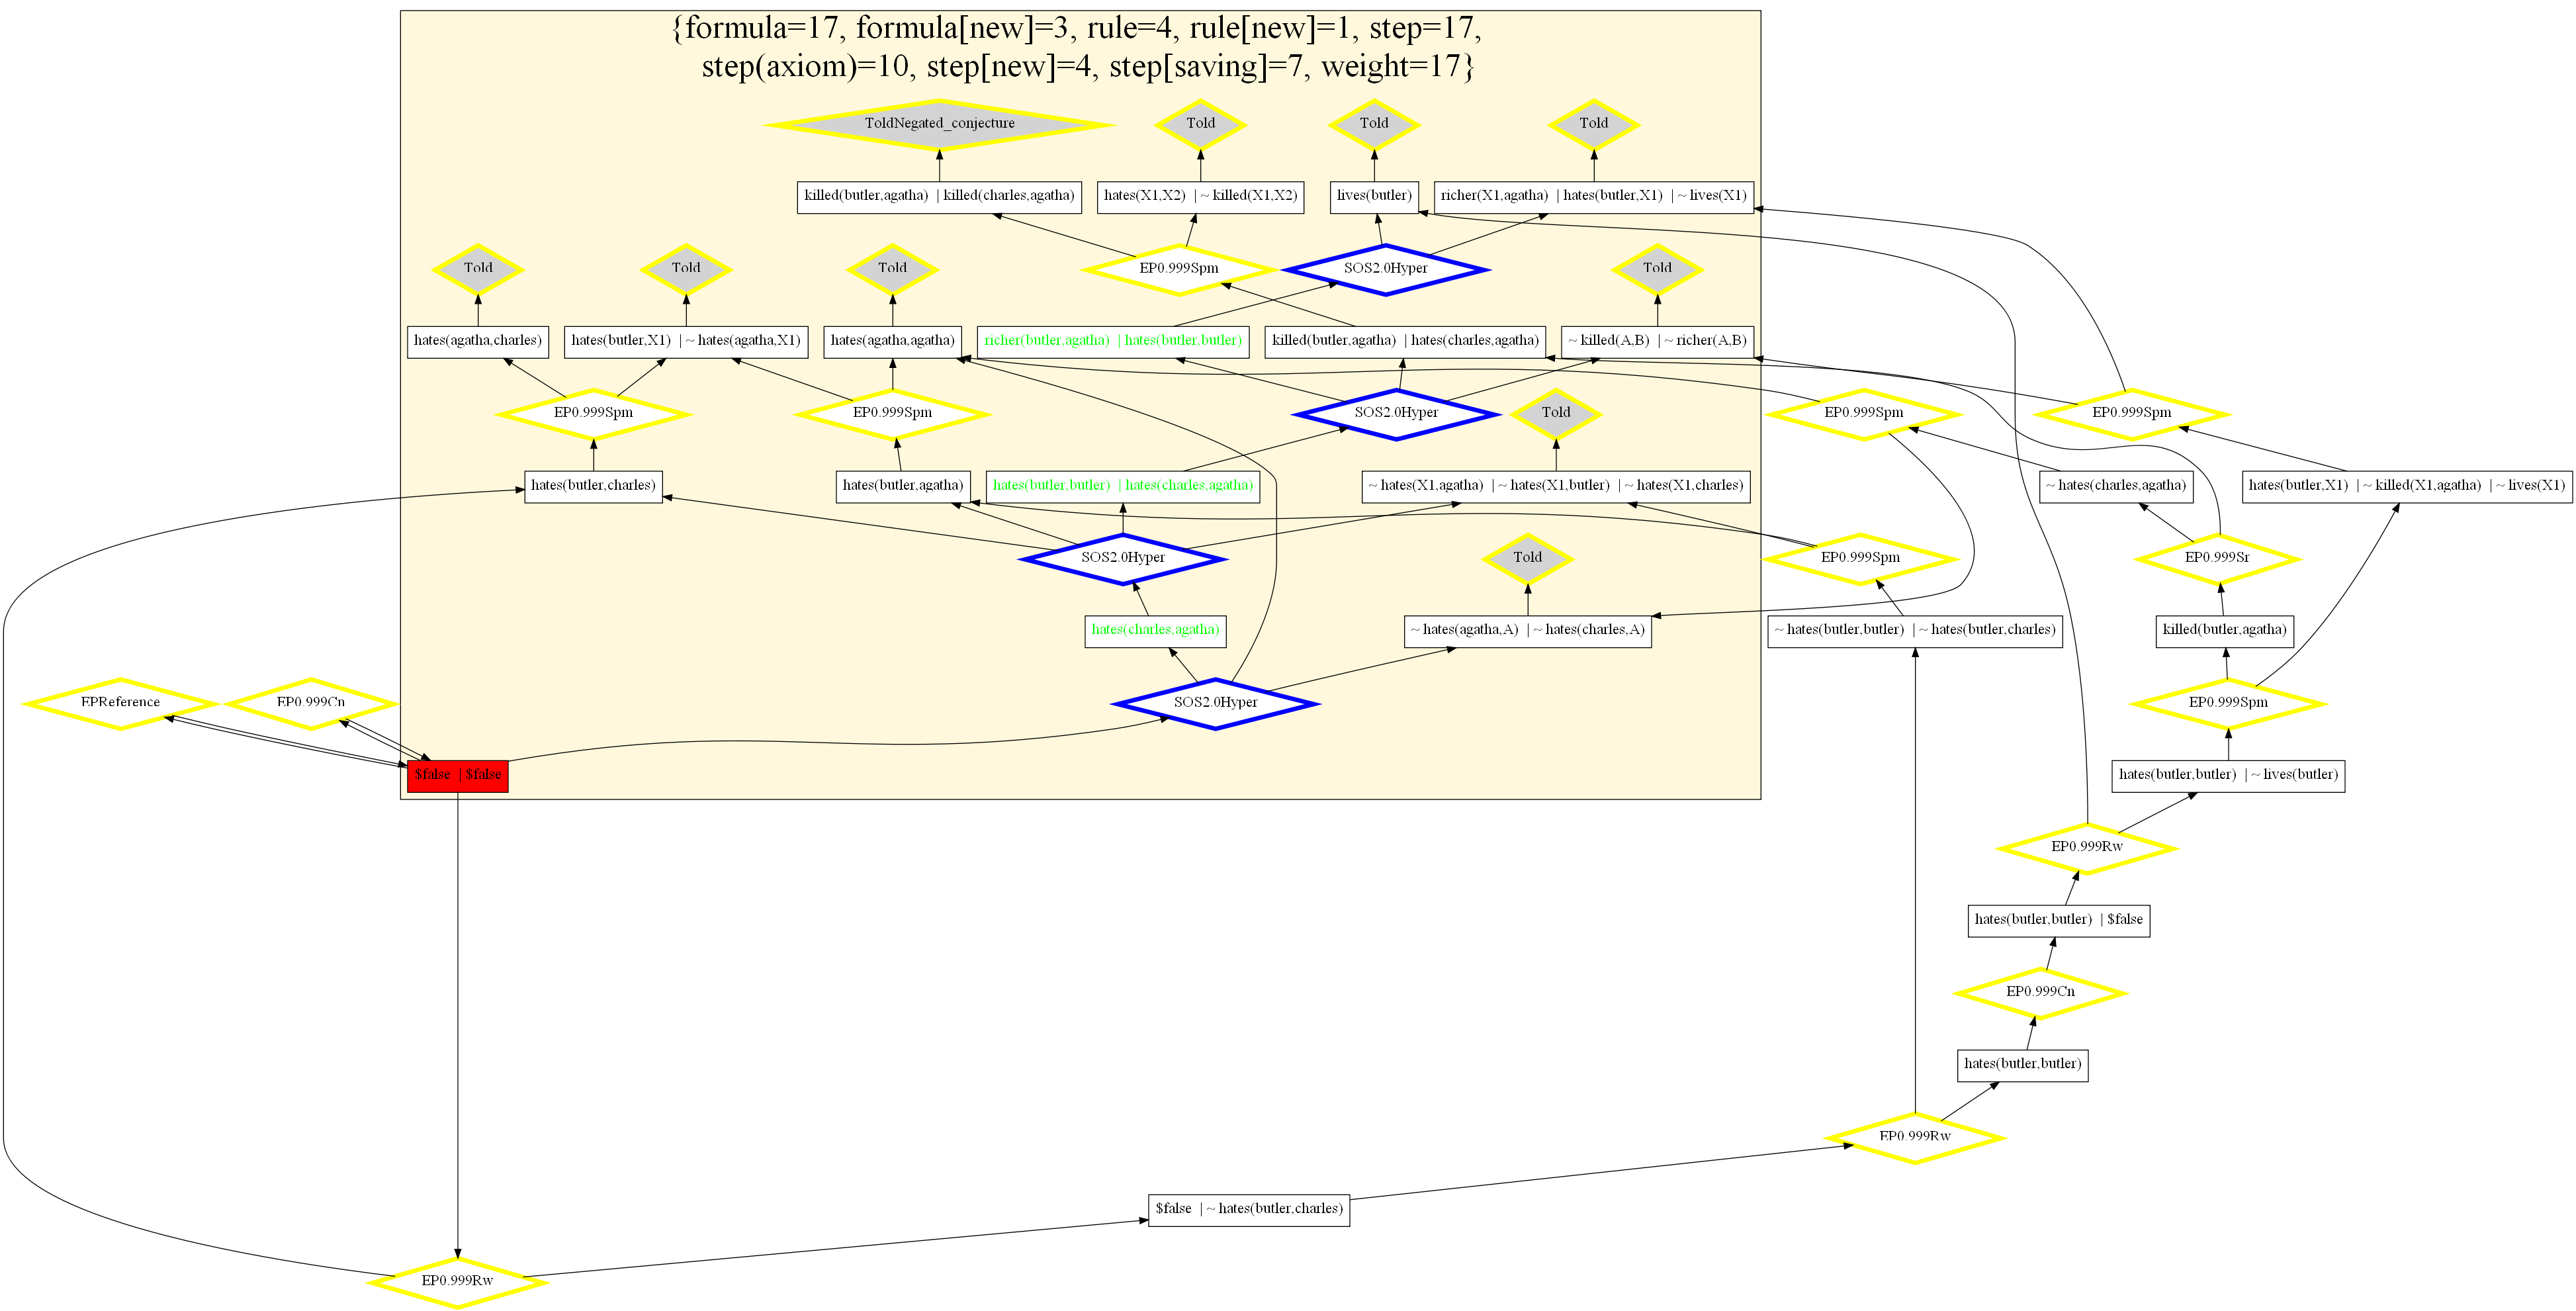 {formula=17, formula[new]=3, rule=4, rule[new]=1, step=17,
step(axiom)=10, step[new]=4, step[saving]=7, weight=17}
ToldNegated_conjecture
Told
Told
Told
killed(butler,agatha) | killed(charles,agatha)
hates(X1,X2) | ~ killed(X1,X2)
lives(butler)
richer(X1,agatha) | hates(butler,X1) | ~ lives(X1)
Told
Told
Told
EP0.999Spm
SOS2.0Hyper
Told
hates(agatha,charles)
hates(butler,X1) | ~ hates(agatha,X1)
hates(agatha,agatha)
richer(butler,agatha) | hates(butler,butler)
killed(butler,agatha) | hates(charles,agatha)
~ killed(A,B) | ~ richer(A,B)
EP0.999Spm
EP0.999Spm
SOS2.0Hyper
Told
EP0.999Spm
EP0.999Spm
hates(butler,charles)
hates(butler,agatha)
hates(butler,butler) | hates(charles,agatha)
~ hates(X1,agatha) | ~ hates(X1,butler) | ~ hates(X1,charles)
~ hates(charles,agatha)
hates(butler,X1) | ~ killed(X1,agatha) | ~ lives(X1)
SOS2.0Hyper
Told
EP0.999Spm
EP0.999Sr
hates(charles,agatha)
~ hates(agatha,A) | ~ hates(charles,A)
~ hates(butler,butler) | ~ hates(butler,charles)
killed(butler,agatha)
EPReference
EP0.999Cn
SOS2.0Hyper
EP0.999Spm
$false | $false
hates(butler,butler) | ~ lives(butler)
EP0.999Rw
hates(butler,butler) | $false
EP0.999Cn
hates(butler,butler)
EP0.999Rw
$false | ~ hates(butler,charles)
EP0.999Rw